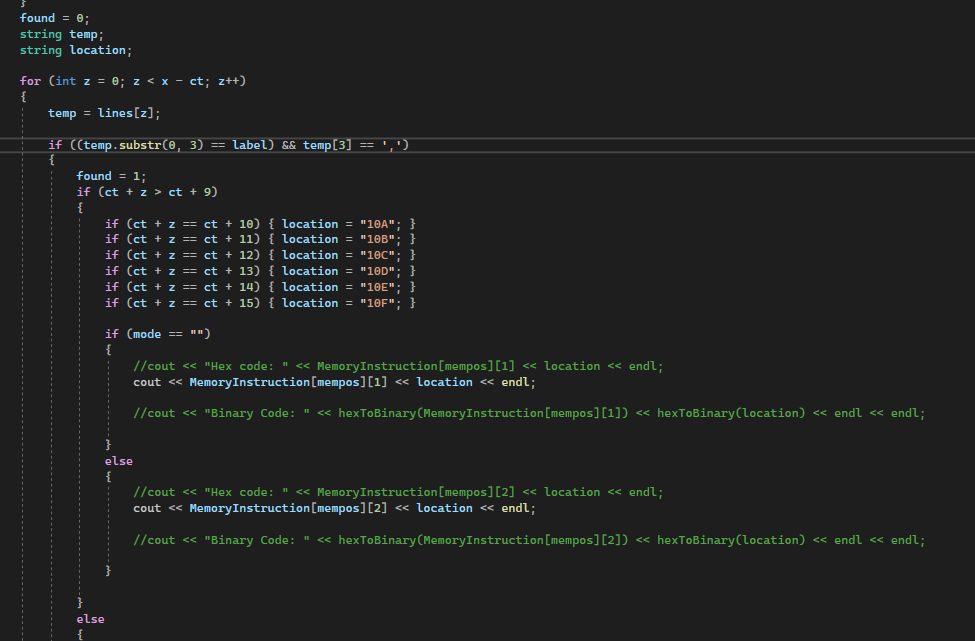 }
found = 0;
string temp;
string location;
for (int z = 0; z < x - ct; z++)
{
temp = lines[z];
if ((temp.substr(0, 3) == label) && temp[3] == ',')
{
found = 1;
if (ct + z > ct + 9)
{
if (ct + z == ct + 10) { location = "10A"; }
if (ct + z == ct + 11) { location = "10B"; }
if (ct + z == ct + 12) { location = "10C"; }
if (ct + z == ct + 13) { location = "10D"; }
if (ct + z == ct + 14) { location = "10E"; }
if (ct + z == ct + 15) { location = "10F"; }
if (mode == "")
{
//cout << "Hex code: " << MemoryInstruction[mempos][1] << location << endl;
cout << MemoryInstruction[mempos][1] << location << endl;
//cout << "Binary Code: " << hexToBinary(MemoryInstruction[mempos][1]) << hexToBinary(location) << endl << endl;
}
else
{
//cout << "Hex code: " << MemoryInstruction[mempos][2] << location << endl;
cout << MemoryInstruction[mempos][2] << location << endl;
//cout << "Binary Code: " << hexToBinary(MemoryInstruction[mempos][2]) << hexToBinary(location) << endl << endl;
}
}
else
{